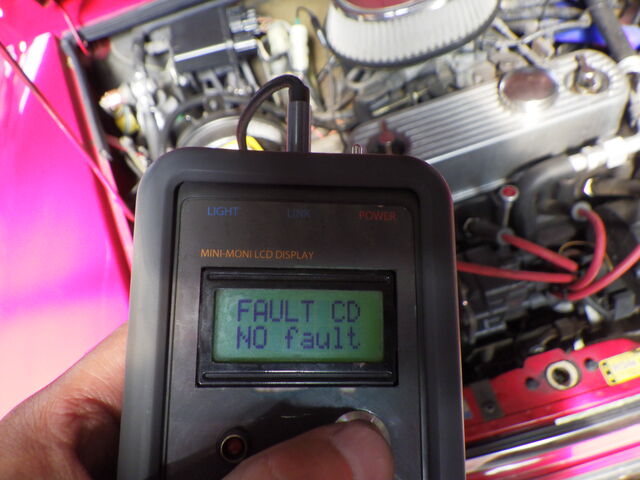 LIGHT LINK POWER
MINI-MONI LCD DISPLAY
FAULT CD
NO fault